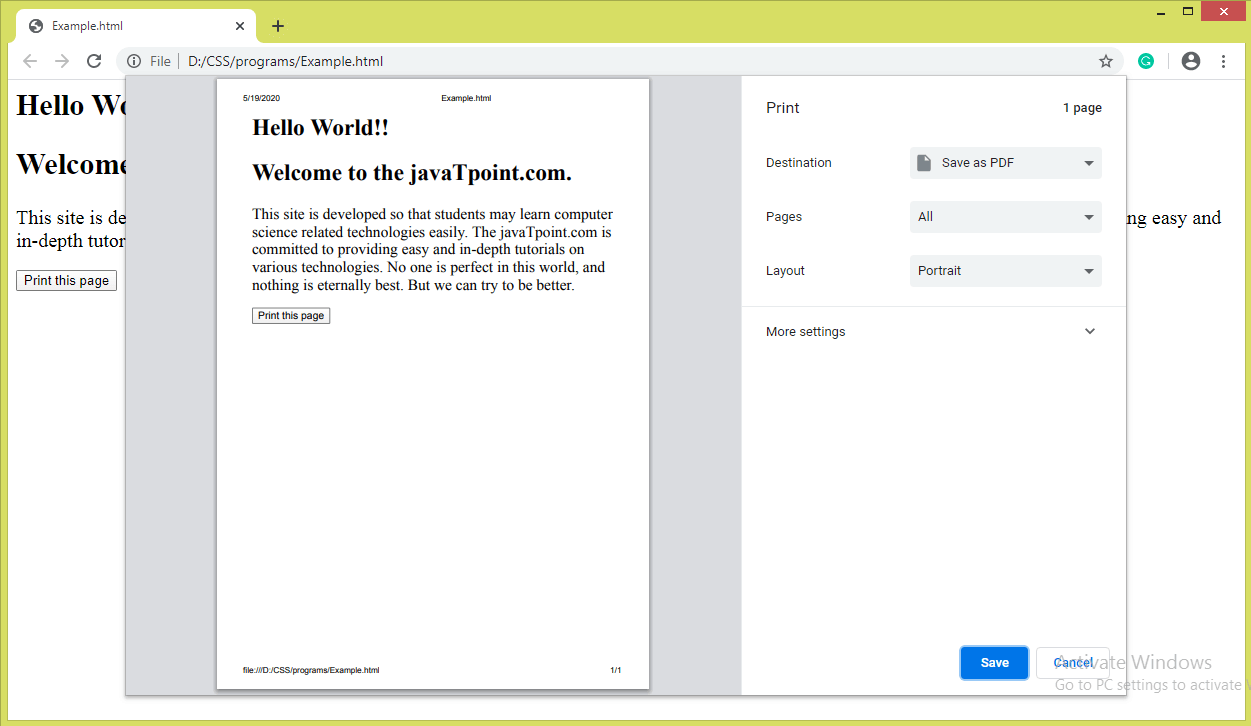 Example.html
File
D:/CSS/programs/Example.html
Hello Wo
Welcome
This site is de
in-depth tutor
Print this page
ng easy and
5/19/2020 Example.html
Hello World!!
Welcome to the javaTpoint.com.
This site is developed so that students may learn computer
science related technologies easily. The javaTpoint.com is
committed to providing easy and in-depth tutorials on
various technologies. No one is perfect in this world, and
nothing is eternally best. But we can try to be better.
Print this page
file:///D:/CSS/programs/Example.html 1/1
Print 1 page
Destination Save as PDF
Pages All
Layout Portrait
More settings
Save Cancel
Activate Windows
Go to PC settings to activate